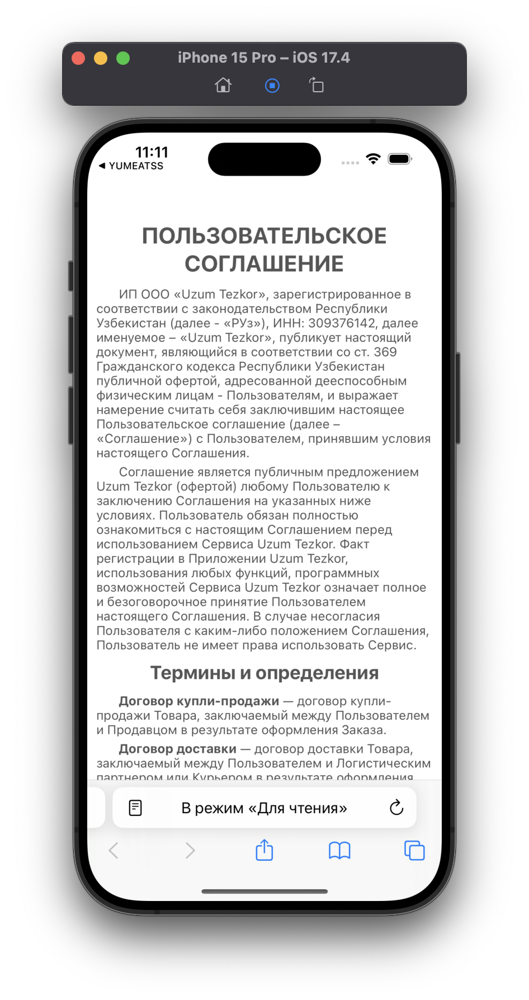 iPhone 15 Pro – iOS 17.4
11:11
◀ YUMEATSS
ПОЛЬЗОВАТЕЛЬСКОЕ
СОГЛАШЕНИЕ
ИП ООО «Uzum Tezkor», зарегистрированное в
соответствии с законодательством Республики
Узбекистан (далее - «РУз»), ИНН: 309376142, далее
именуемое – «Uzum Tezkor», публикует настоящий
документ, являющийся в соответствии со ст. 369
Гражданского кодекса Республики Узбекистан
публичной офертой, адресованной дееспособным
физическим лицам - Пользователям, и выражает
намерение считать себя заключившим настоящее
Пользовательское соглашение (далее –
«Соглашение») с Пользователем, принявшим условия
настоящего Соглашения.
Соглашение является публичным предложением
Uzum Tezkor (офертой) любому Пользователю к
заключению Соглашения на указанных ниже
условиях. Пользователь обязан полностью
ознакомиться с настоящим Соглашением перед
использованием Сервиса Uzum Tezkor. Факт
регистрации в Приложении Uzum Tezkor,
использования любых функций, программных
возможностей Сервиса Uzum Tezkor означает полное
и безоговорочное принятие Пользователем
настоящего Соглашения. В случае несогласия
Пользователя с каким-либо положением Соглашения,
Пользователь не имеет права использовать Сервис.
Термины и определения
Договор купли-продажи — договор купли-
продажи Товара, заключаемый между Пользователем
и Продавцом в результате оформления Заказа.
Договор доставки — договор доставки Товара,
заключаемый между Пользователем и Логистическим
партнером или Курьером в результате оформления
В режим «Для чтения»